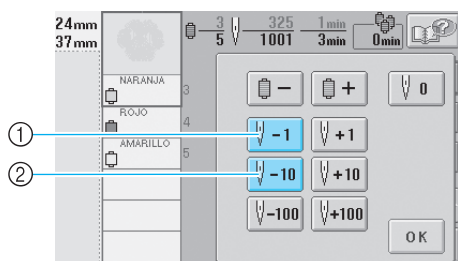 24mm
37mm
3 325 1min
5 1001 3min 0min
NARANJA 3
ROJO 4
AMARILLO 5
− + 0
① −1 +1
② −10 +10
−100 +100
OK